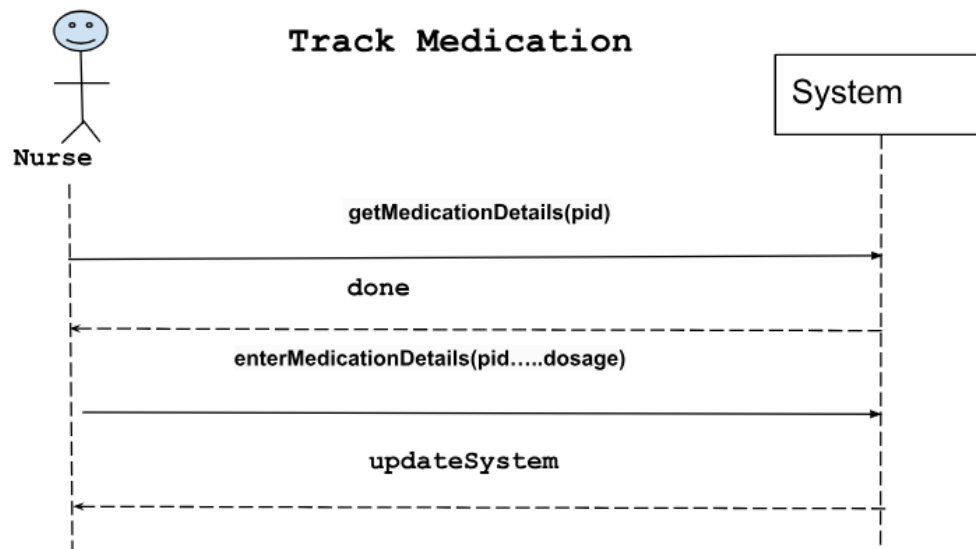 Track Medication
System
Nurse
getMedicationDetails(pid)
done
enterMedicationDetails(pid.....dosage)
updateSystem